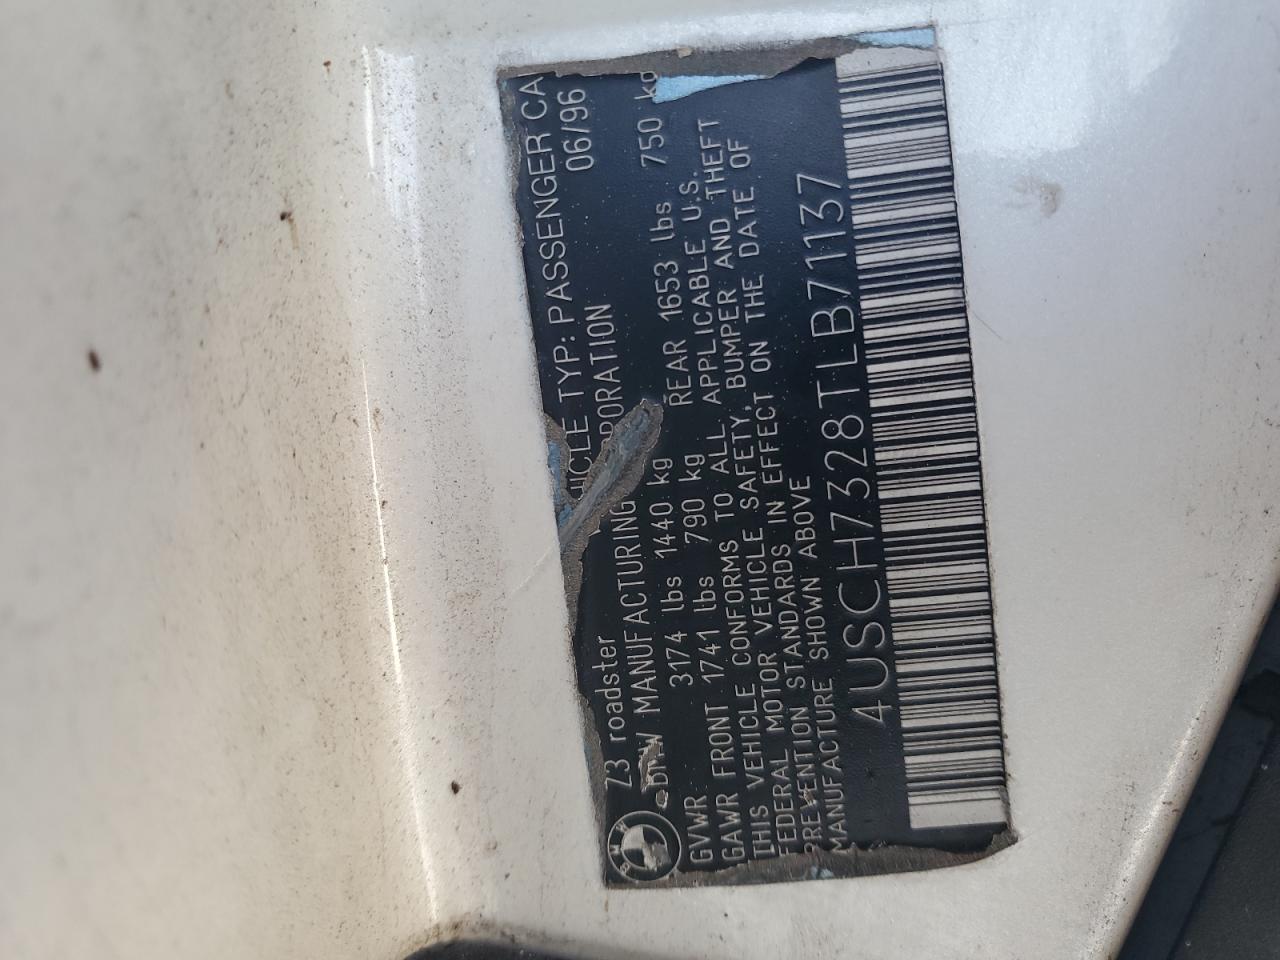 Z3 roadster VEHICLE TYP: PASSENGER CA
BMW MANUFACTURING CORPORATION 06/96
GVWR 3174 lbs 1440 kg REAR 1653 lbs 750 kg
GAWR FRONT 1741 lbs 790 kg
THIS VEHICLE CONFORMS TO ALL APPLICABLE U.S.
FEDERAL MOTOR VEHICLE SAFETY, BUMPER AND THEFT
PREVENTION STANDARDS IN EFFECT ON THE DATE OF
MANUFACTURE SHOWN ABOVE
4USCH7328TLB71137